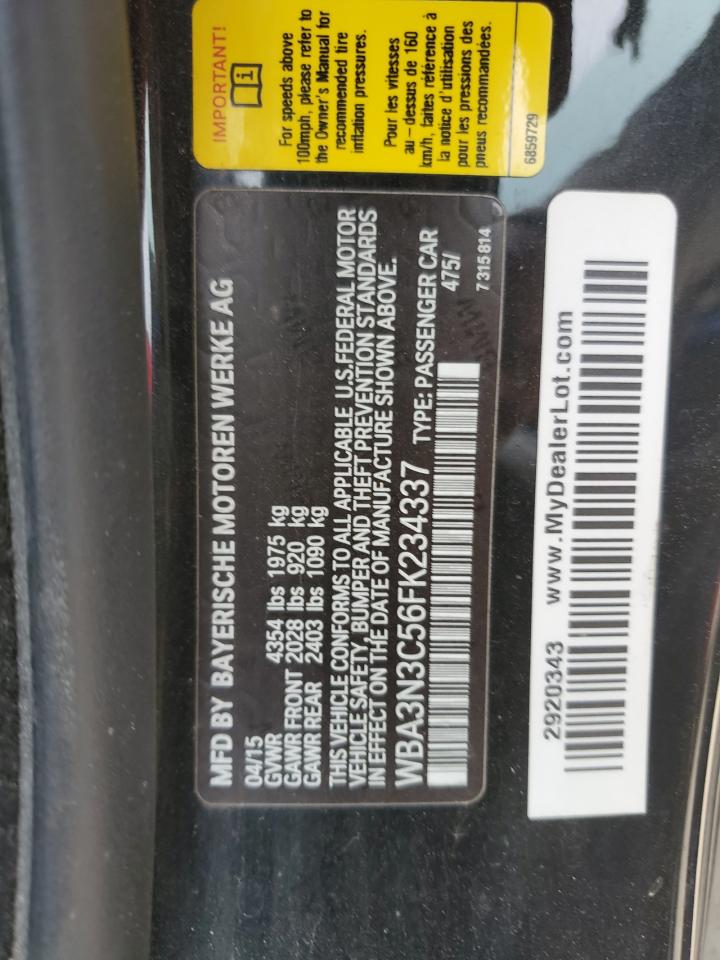 MFD BY BAYERISCHE MOTOREN WERKE AG
04/15
GVWR 4354 lbs 1975 kg
GAWR FRONT 2028 lbs 920 kg
GAWR REAR 2403 lbs 1090 kg
THIS VEHICLE CONFORMS TO ALL APPLICABLE U.S.FEDERAL MOTOR
VEHICLE SAFETY, BUMPER AND THEFT PREVENTION STANDARDS
IN EFFECT ON THE DATE OF MANUFACTURE SHOWN ABOVE.
WBA3N3C56FK234337 TYPE: PASSENGER CAR
475/
7 315 814
IMPORTANT!
For speeds above
100mph, please refer to
the Owner's Manual for
recommended tire
inflation pressures.
Pour les vitesses
au-dessus de 160
km/h, faites référence à
la notice d'utilisation
pour les pressions des
pneus recommandées.
6859729
2920343 www.MyDealerLot.com